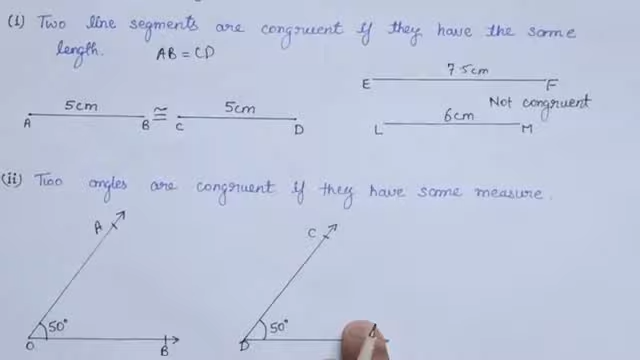 (i) Two line segments are congruent if they have the same
length. AB = CD
5cm ≅ 5cm
A B C D
7.5cm
E F
Not congruent
6cm
L M
(ii) Two angles are congruent if they have same measure.
A
50°
O B
C
50°
D